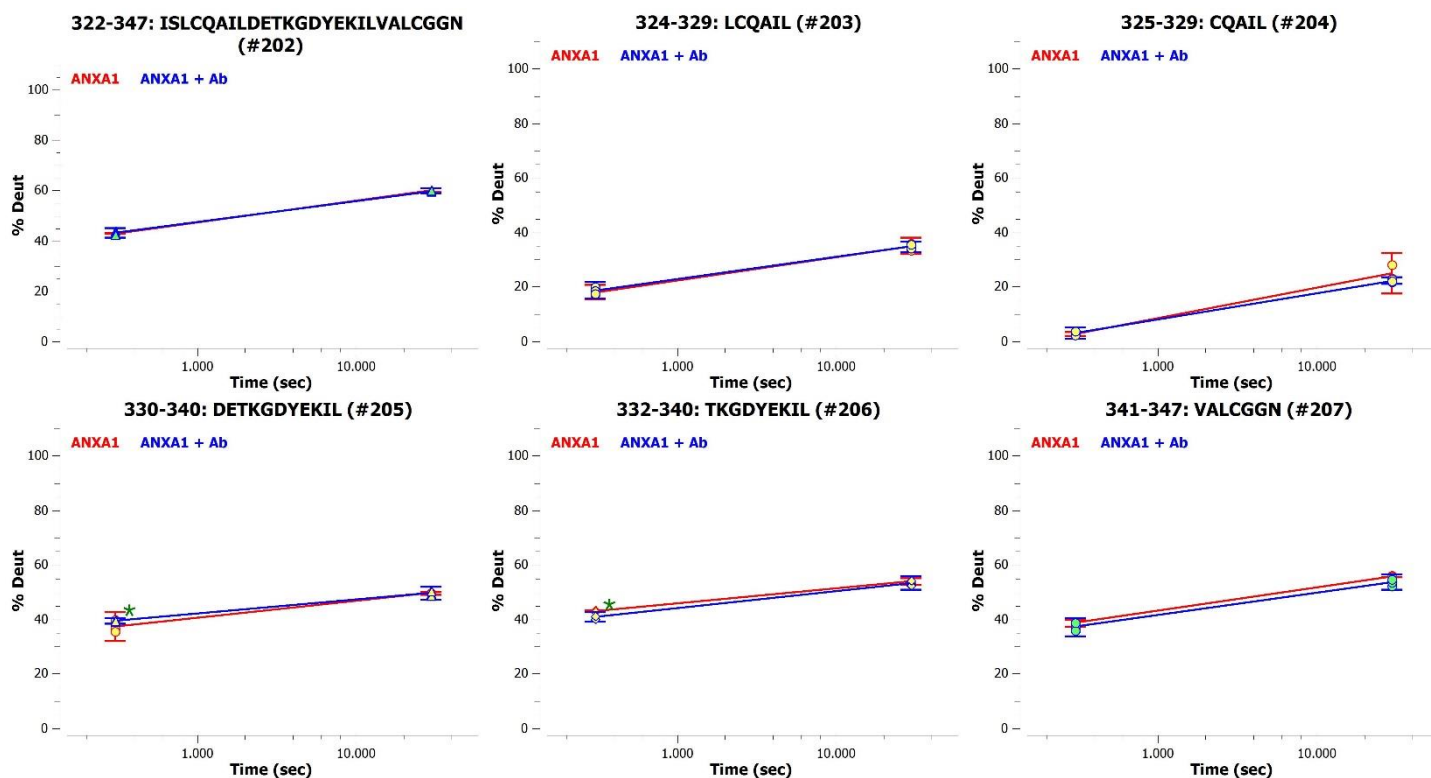 322-347: ISLCQAILDETKGDYEKILVALCGGN
(#202)
ANXA1 ANXA1 + Ab
% Deut
100
80
60
40
20
0
1.000 10.000
Time (sec)
324-329: LCQAIL (#203)
ANXA1 ANXA1 + Ab
% Deut
100
80
60
40
20
0
1.000 10.000
Time (sec)
325-329: CQAIL (#204)
ANXA1 ANXA1 + Ab
% Deut
100
80
60
40
20
0
1.000 10.000
Time (sec)
330-340: DETKGDYEKIL (#205)
ANXA1 ANXA1 + Ab
% Deut
100
80
60
40
20
0
*
1.000 10.000
Time (sec)
332-340: TKGDYEKIL (#206)
ANXA1 ANXA1 + Ab
% Deut
100
80
60
40
20
0
*
1.000 10.000
Time (sec)
341-347: VALCGGN (#207)
ANXA1 ANXA1 + Ab
% Deut
100
80
60
40
20
0
1.000 10.000
Time (sec)